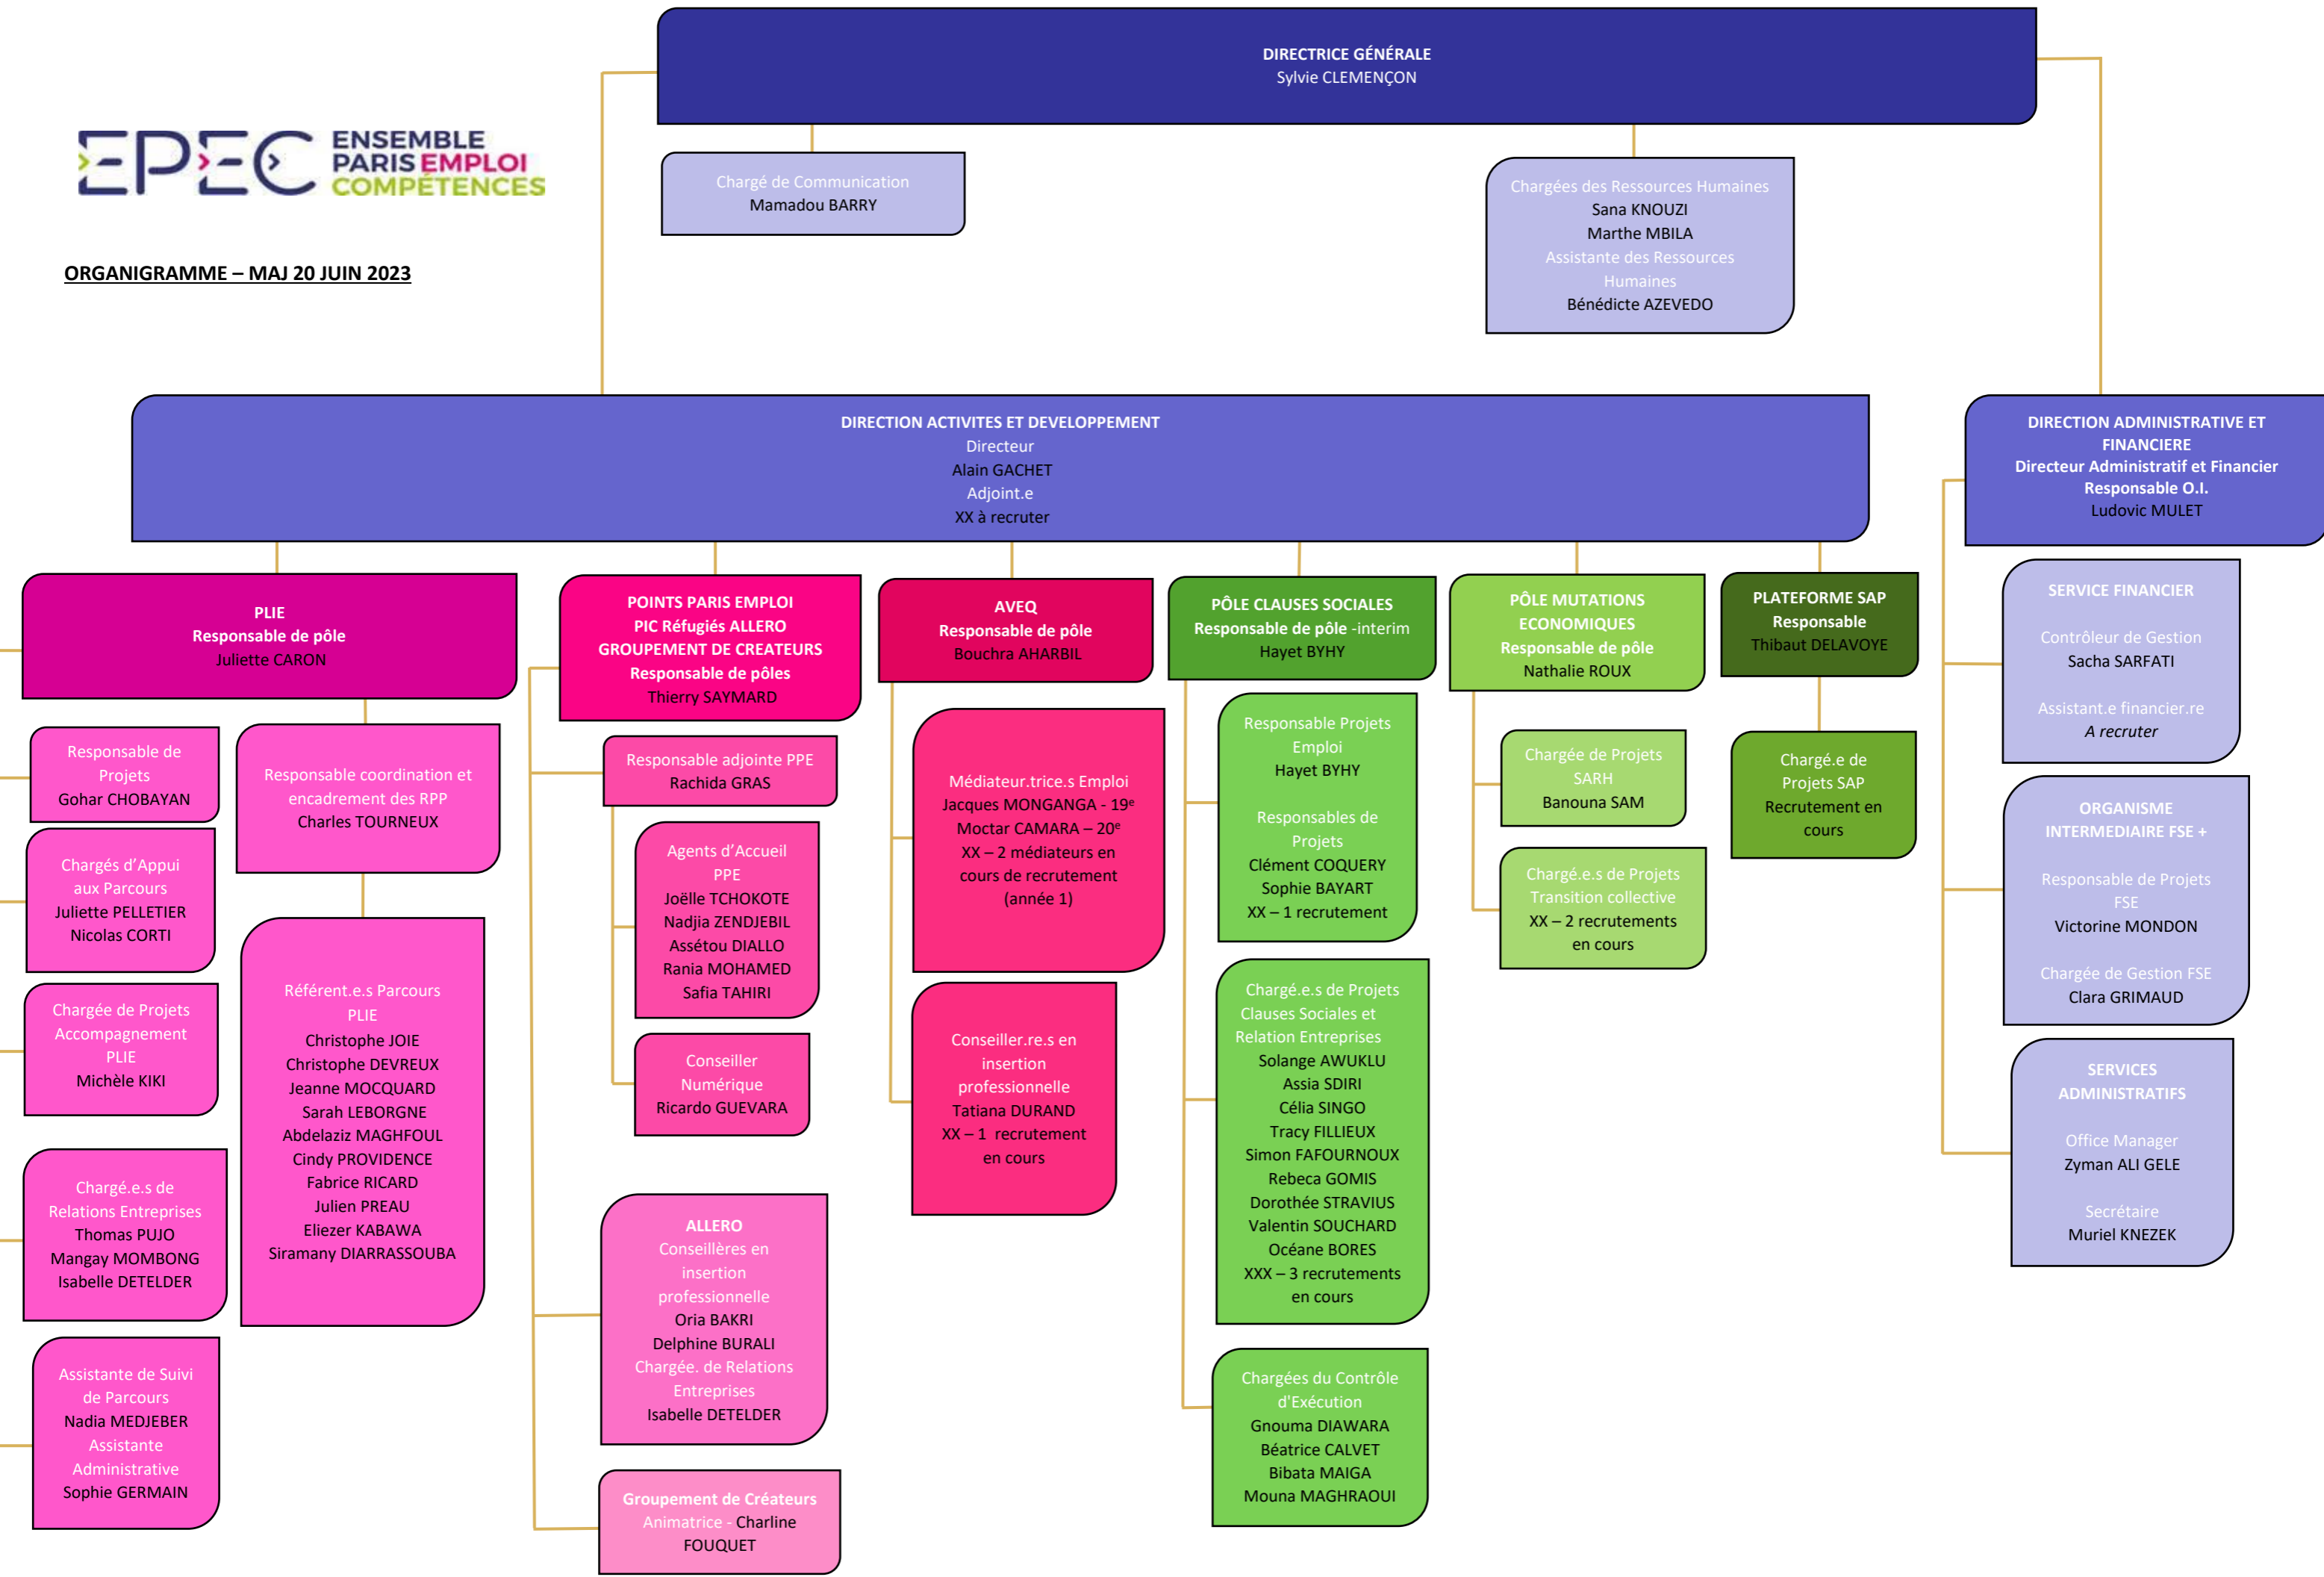 DIRECTRICE GÉNÉRALE
Sylvie CLEMENÇON
EPEC
ENSEMBLE
PARIS EMPLOI
COMPÉTENCES
Chargé de Communication
Mamadou BARRY
Chargées des Ressources Humaines
Sana KNOUZI
Marthe MBILA
Assistante des Ressources
Humaines
Bénédicte AZEVEDO
ORGANIGRAMME – MAJ 20 JUIN 2023
DIRECTION ACTIVITES ET DEVELOPPEMENT
Directeur
Alain GACHET
Adjoint.e
XX à recruter
DIRECTION ADMINISTRATIVE ET
FINANCIERE
Directeur Administratif et Financier
Responsable O.I.
Ludovic MULET
PLIE
Responsable de pôle
Juliette CARON
Responsable de
Projets
Gohar CHOBAYAN
Chargés d’Appui
aux Parcours
Juliette PELLETIER
Nicolas CORTI
Chargée de Projets
Accompagnement
PLIE
Michèle KIKI
Chargé.e.s de
Relations Entreprises
Thomas PUJO
Mangay MOMBONG
Isabelle DETELDER
Assistante de Suivi
de Parcours
Nadia MEDJEBER
Assistante
Administrative
Sophie GERMAIN
Responsable coordination et
encadrement des RPP
Charles TOURNEUX
Référent.e.s Parcours
PLIE
Christophe JOIE
Christophe DEVREUX
Jeanne MOCQUARD
Sarah LEBORGNE
Abdelaziz MAGHFOUL
Cindy PROVIDENCE
Fabrice RICARD
Julien PREAU
Eliezer KABAWA
Siramany DIARRASSOUBA
POINTS PARIS EMPLOI
PIC Réfugiés ALLERO
GROUPEMENT DE CREATEURS
Responsable de pôles
Thierry SAYMARD
Responsable adjointe PPE
Rachida GRAS
Agents d’Accueil
PPE
Joëlle TCHOKOTE
Nadjia ZENDJEBIL
Assétou DIALLO
Rania MOHAMED
Safia TAHIRI
Conseiller
Numérique
Ricardo GUEVARA
ALLERO
Conseillères en
insertion
professionnelle
Oria BAKRI
Delphine BURALI
Chargée. de Relations
Entreprises
Isabelle DETELDER
Groupement de Créateurs
Animatrice - Charline
FOUQUET
AVEQ
Responsable de pôle
Bouchra AHARBIL
Médiateur.trice.s Emploi
Jacques MONGANGA - 19e
Moctar CAMARA – 20e
XX – 2 médiateurs en
cours de recrutement
(année 1)
Conseiller.re.s en
insertion
professionnelle
Tatiana DURAND
XX – 1 recrutement
en cours
PÔLE CLAUSES SOCIALES
Responsable de pôle -interim
Hayet BYHY
Responsable Projets
Emploi
Hayet BYHY
Responsables de
Projets
Clément COQUERY
Sophie BAYART
XX – 1 recrutement
Chargé.e.s de Projets
Clauses Sociales et
Relation Entreprises
Solange AWUKLU
Assia SDIRI
Célia SINGO
Tracy FILLIEUX
Simon FAFOURNOUX
Rebeca GOMIS
Dorothée STRAVIUS
Valentin SOUCHARD
Océane BORES
XXX – 3 recrutements
en cours
Chargées du Contrôle
d'Exécution
Gnouma DIAWARA
Béatrice CALVET
Bibata MAIGA
Mouna MAGHRAOUI
PÔLE MUTATIONS
ECONOMIQUES
Responsable de pôle
Nathalie ROUX
Chargée de Projets
SARH
Banouna SAM
Chargé.e.s de Projets
Transition collective
XX – 2 recrutements
en cours
PLATEFORME SAP
Responsable
Thibaut DELAVOYE
Chargé.e de
Projets SAP
Recrutement en
cours
SERVICE FINANCIER
Contrôleur de Gestion
Sacha SARFATI
Assistant.e financier.re
A recruter
ORGANISME
INTERMEDIAIRE FSE +
Responsable de Projets
FSE
Victorine MONDON
Chargée de Gestion FSE
Clara GRIMAUD
SERVICES
ADMINISTRATIFS
Office Manager
Zyman ALI GELE
Secrétaire
Muriel KNEZEK